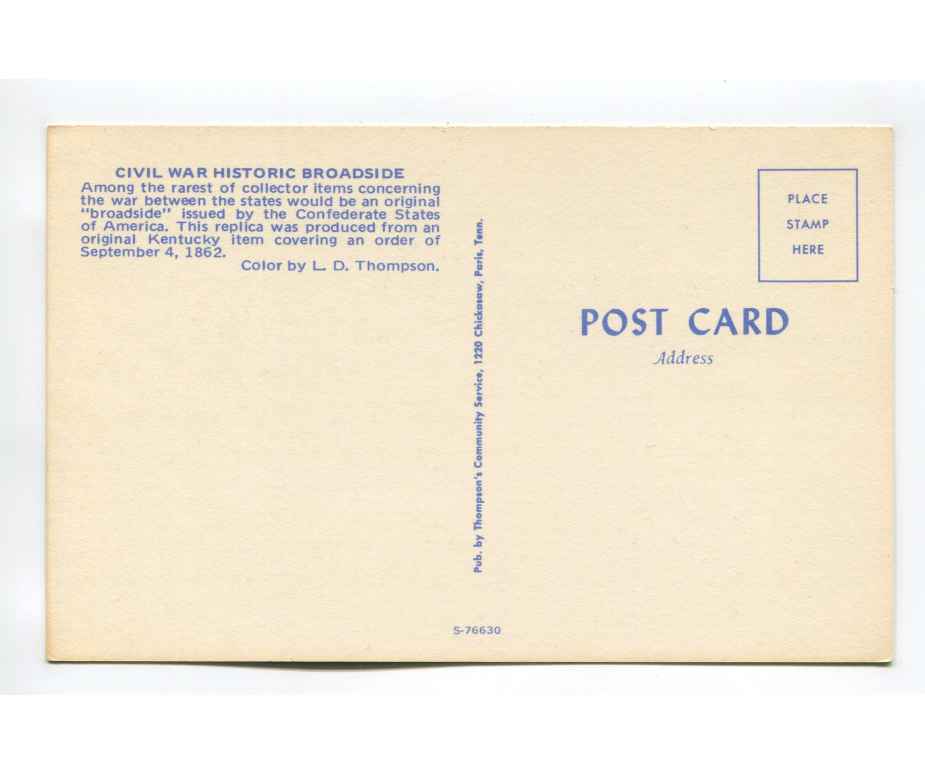 CIVIL WAR HISTORIC BROADSIDE
Among the rarest of collector items concerning
the war between the states would be an original
"broadside" issued by the Confederate States
of America. This replica was produced from an
original Kentucky item covering an order of
September 4, 1862.
Color by L. D. Thompson.
Pub. by Thompson's Community Service, 1220 Chickasaw, Paris, Tenn.
PLACE
STAMP
HERE
POST CARD
Address
S-76630